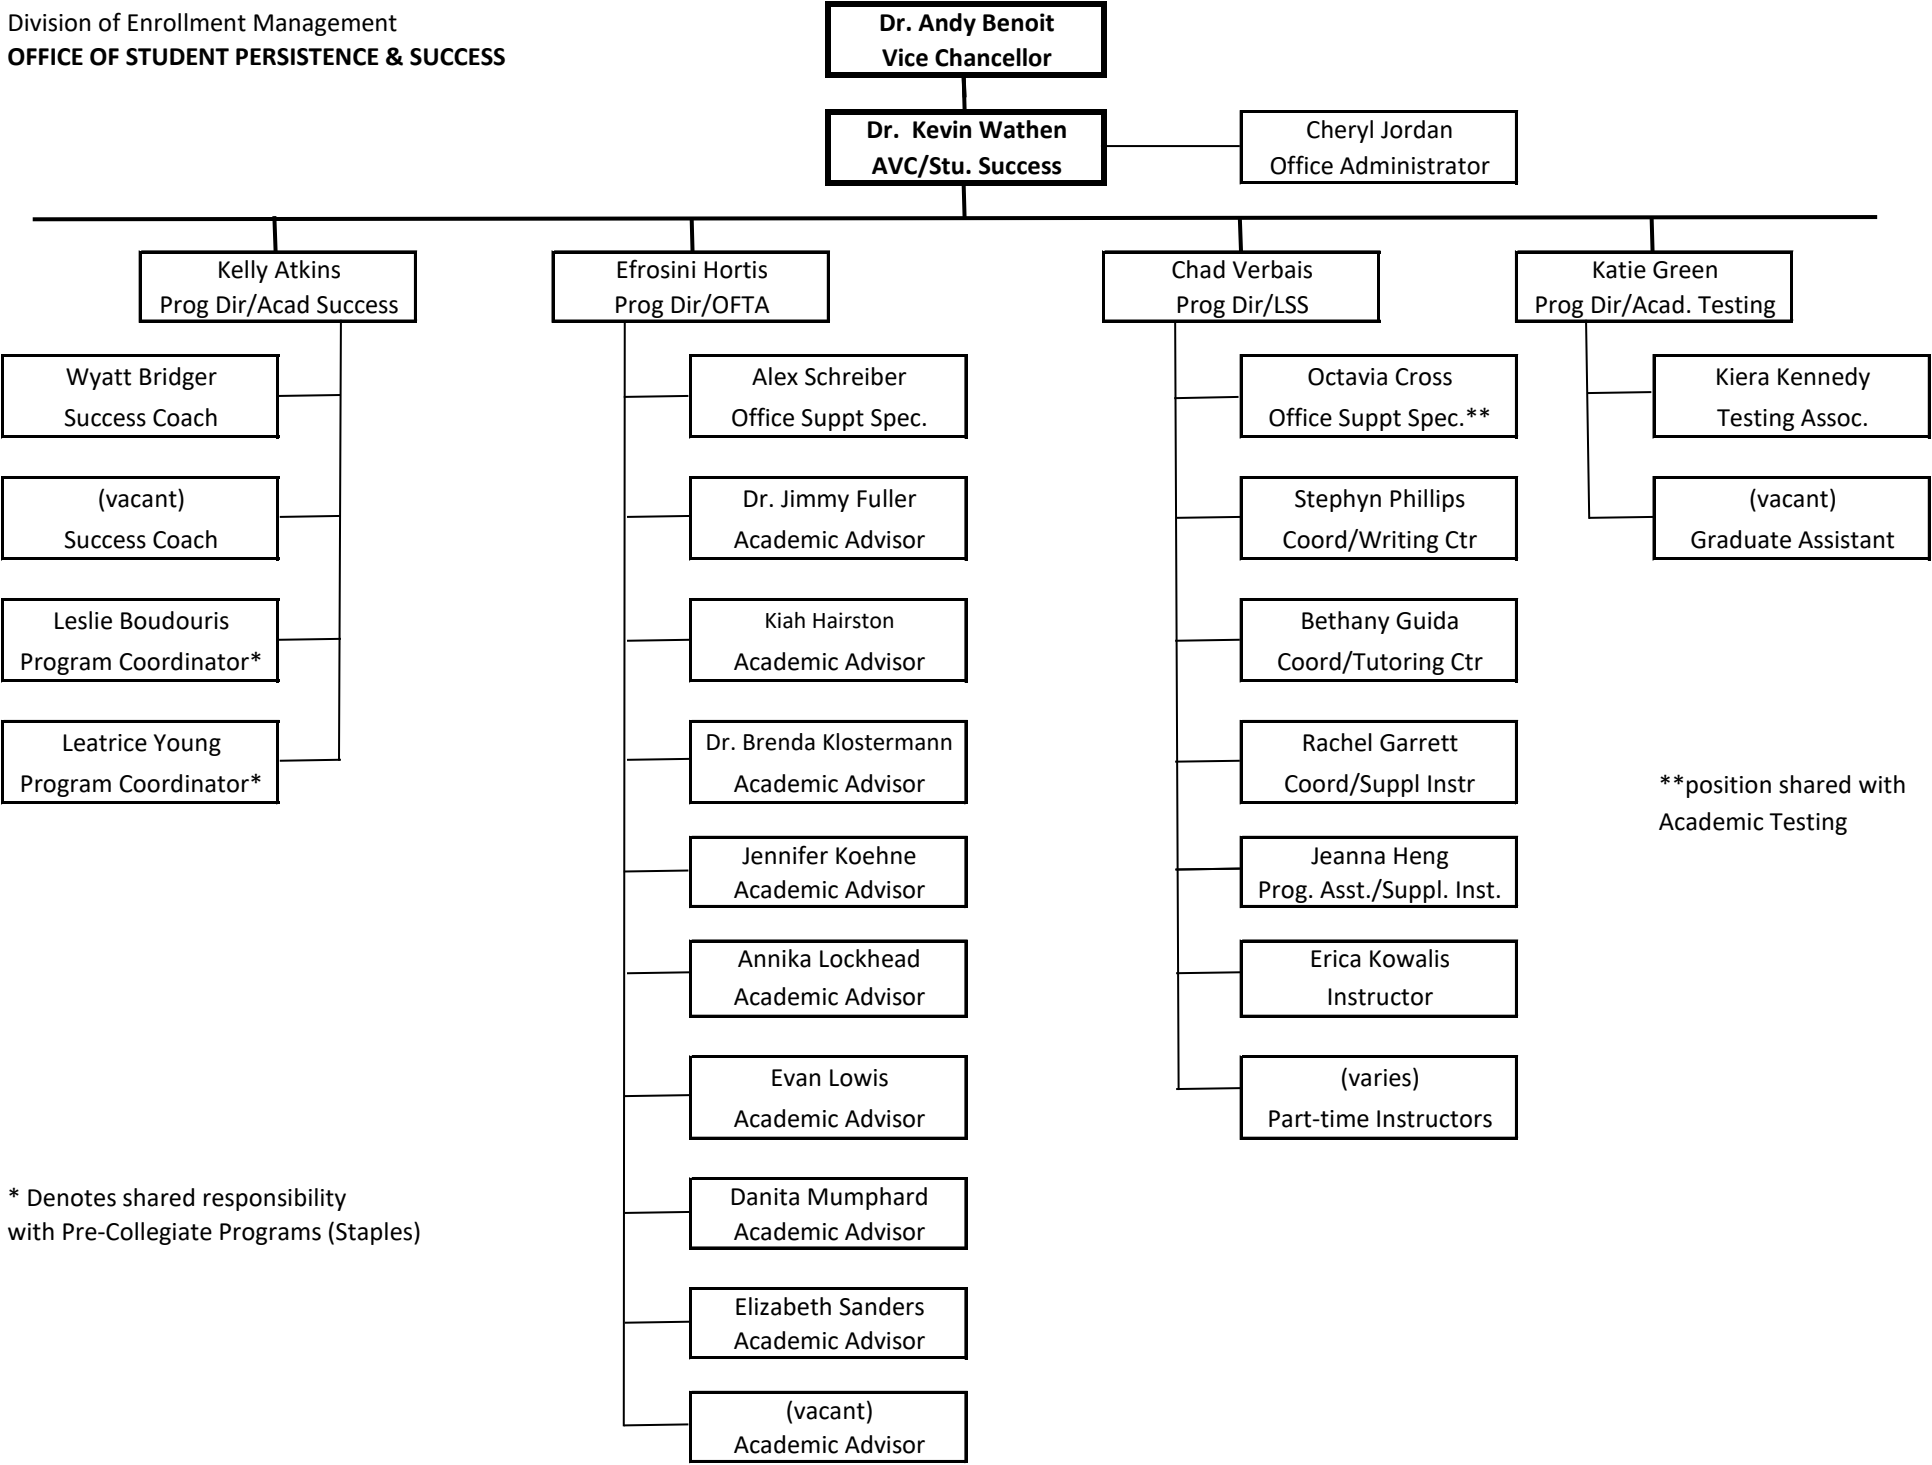 Division of Enrollment Management
OFFICE OF STUDENT PERSISTENCE & SUCCESS
Dr. Andy Benoit
Vice Chancellor
Dr.  Kevin Wathen
AVC/Stu. Success
Cheryl Jordan
Office Administrator
Kelly Atkins
Prog Dir/Acad Success
Wyatt Bridger
Success Coach
(vacant)
Success Coach
Leslie Boudouris
Program Coordinator*
Leatrice Young
Program Coordinator*
Efrosini Hortis
Prog Dir/OFTA
Alex Schreiber
Office Suppt Spec.
Dr. Jimmy Fuller
Academic Advisor
Kiah Hairston
Academic Advisor
Dr. Brenda Klostermann
Academic Advisor
Jennifer Koehne
Academic Advisor
Annika Lockhead
Academic Advisor
Evan Lowis
Academic Advisor
Danita Mumphard
Academic Advisor
Elizabeth Sanders
Academic Advisor
(vacant)
Academic Advisor
Chad Verbais
Prog Dir/LSS
Octavia Cross
Office Suppt Spec.**
Stephyn Phillips
Coord/Writing Ctr
Bethany Guida
Coord/Tutoring Ctr
Rachel Garrett
Coord/Suppl Instr
Jeanna Heng
Prog. Asst./Suppl. Inst.
Erica Kowalis
Instructor
(varies)
Part-time Instructors
Katie Green
Prog Dir/Acad. Testing
Kiera Kennedy
Testing Assoc.
(vacant)
Graduate Assistant
**position shared with
Academic Testing
* Denotes shared responsibility
with Pre-Collegiate Programs (Staples)